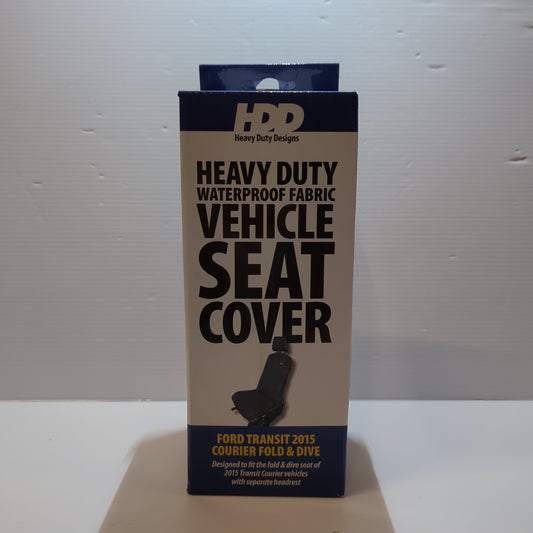 HDD
Heavy Duty Designs
HEAVY DUTY
WATERPROOF FABRIC
VEHICLE
SEAT
COVER
FORD TRANSIT 2015
COURIER FOLD & DIVE
Designed to fit the fold & dive seat of
2015 Transit Courier vehicles
with separate headrest